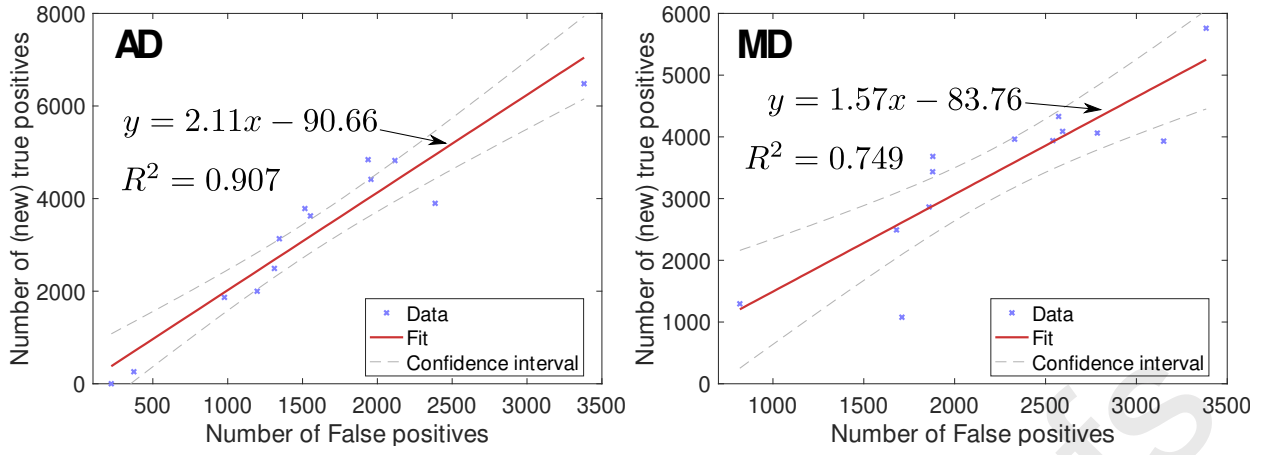 AD
y = 2.11x − 90.66
R² = 0.907
Number of (new) true positives
8000
6000
4000
2000
0
500
1000
1500
2000
2500
3000
3500
Number of False positives
Data
Fit
Confidence interval
MD
y = 1.57x − 83.76
R² = 0.749
Number of (new) true positives
6000
5000
4000
3000
2000
1000
0
1000
1500
2000
2500
3000
3500
Number of False positives
Data
Fit
Confidence interval